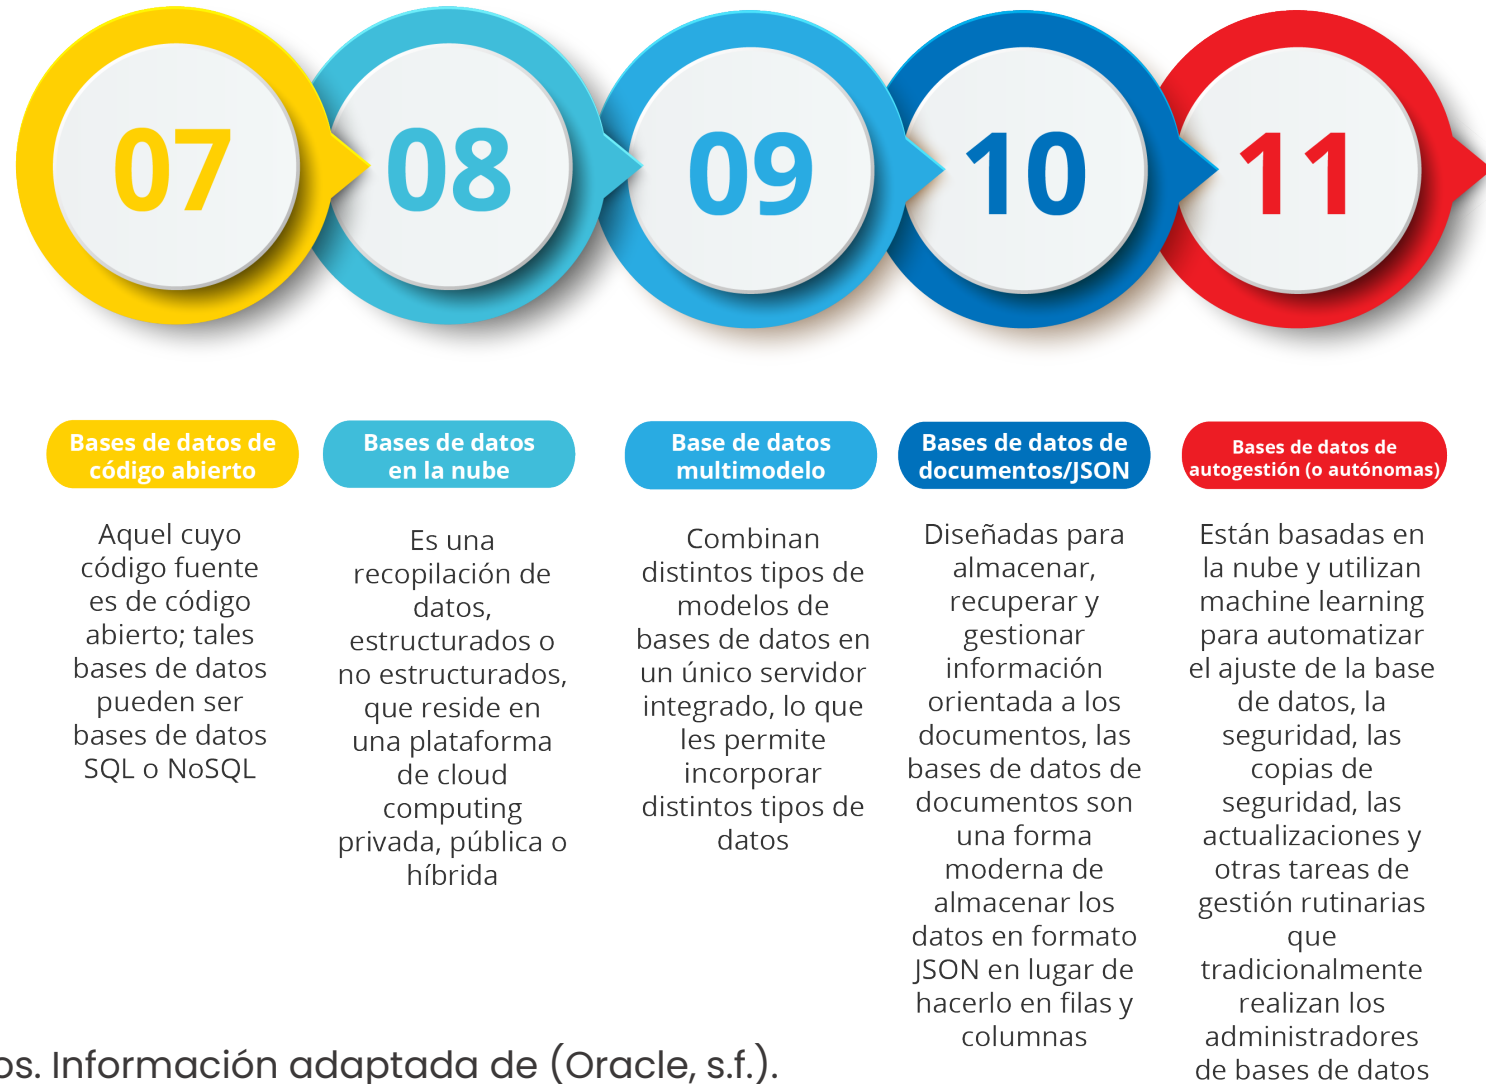 07
08
09
10
11
Bases de datos de
código abierto
Aquel cuyo
código fuente
es de código
abierto; tales
bases de datos
pueden ser
bases de datos
SQL o NoSQL
Bases de datos
en la nube
Es una
recopilación de
datos,
estructurados o
no estructurados,
que reside en
una plataforma
de cloud
computing
privada, pública o
híbrida
Base de datos
multimodelo
Combinan
distintos tipos de
modelos de
bases de datos en
un único servidor
integrado, lo que
les permite
incorporar
distintos tipos de
datos
Bases de datos de
documentos/JSON
Diseñadas para
almacenar,
recuperar y
gestionar
información
orientada a los
documentos, las
bases de datos de
documentos son
una forma
moderna de
almacenar los
datos en formato
JSON en lugar de
hacerlo en filas y
columnas
Bases de datos de
autogestión (o autónomas)
Están basadas en
la nube y utilizan
machine learning
para automatizar
el ajuste de la base
de datos, la
seguridad, las
copias de
seguridad, las
actualizaciones y
otras tareas de
gestión rutinarias
que
tradicionalmente
realizan los
administradores
de bases de datos
os. Información adaptada de (Oracle, s.f.).